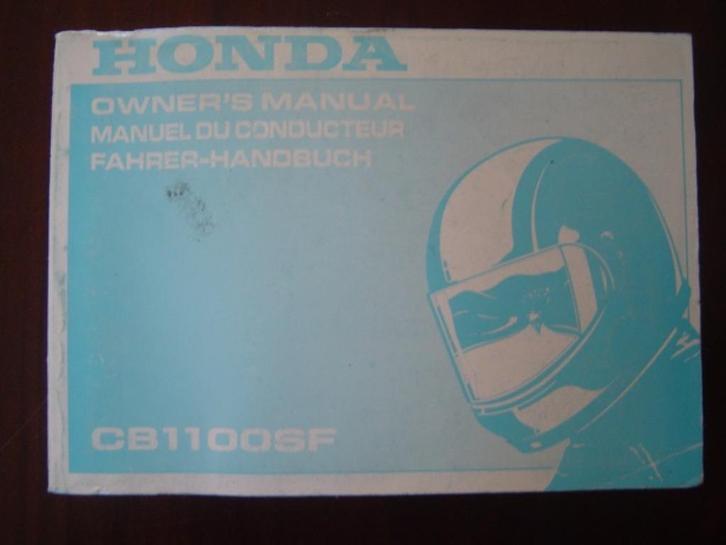 HONDA
OWNER'S MANUAL
MANUEL DU CONDUCTEUR
FAHRER-HANDBUCH
CB1100SF